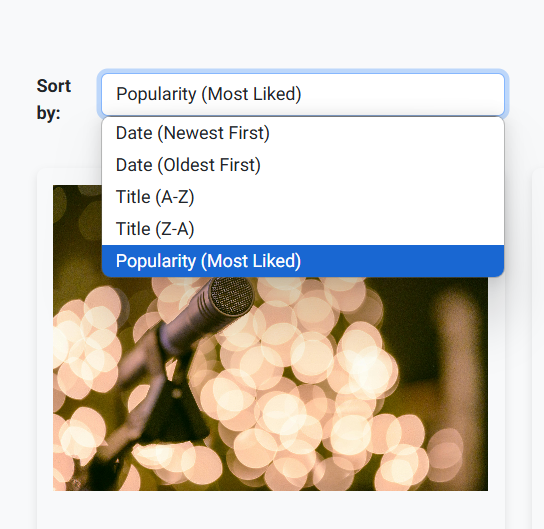 Sort
by:
Popularity (Most Liked)
Date (Newest First)
Date (Oldest First)
Title (A-Z)
Title (Z-A)
Popularity (Most Liked)